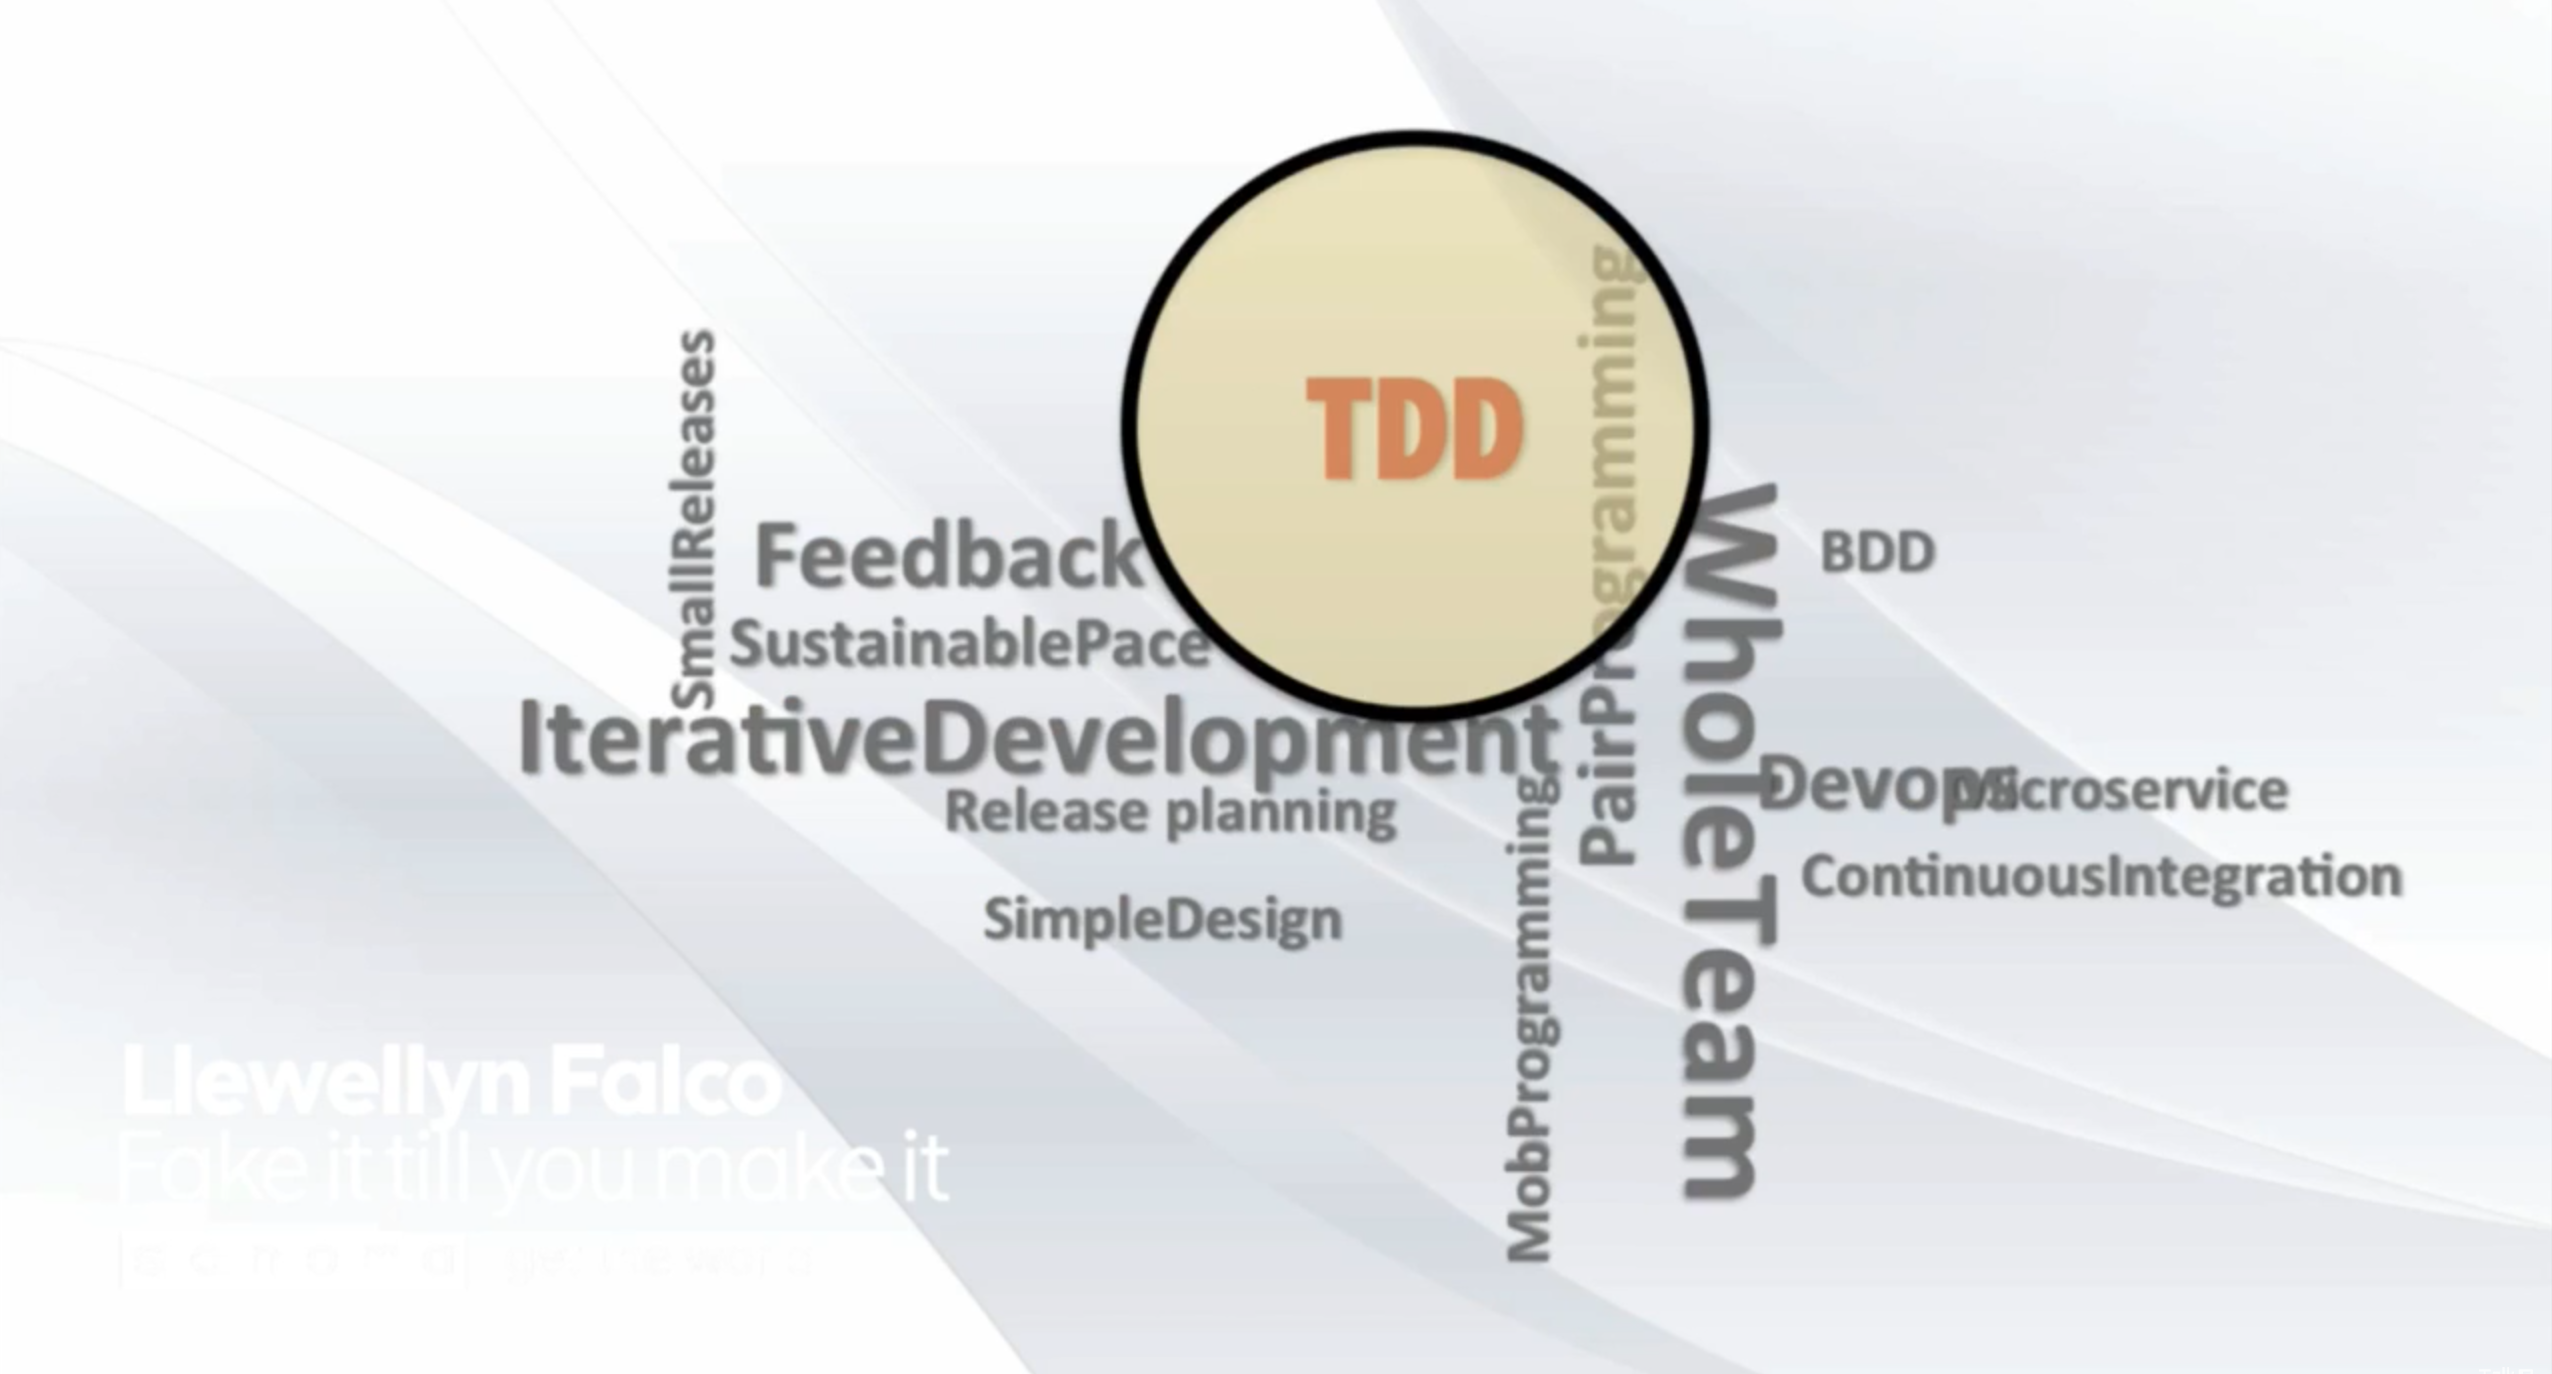 TDD
PairProgramming
SmallReleases
Feedback
SustainablePace
IterativeDevelopment
Release planning
SimpleDesign
MobProgramming
WholeTeam
BDD
Devops
Microservice
ContinuousIntegration
Llewellyn Falco
Fake it till you make it